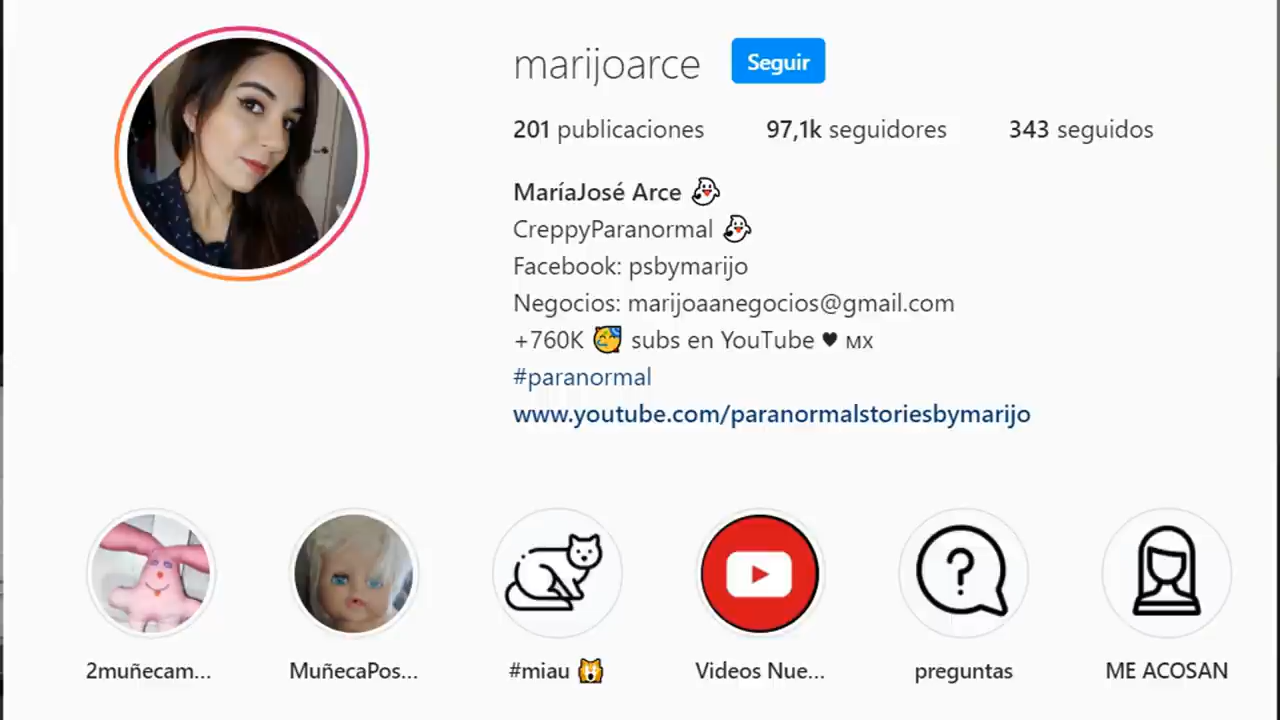 marijoarce Seguir
201 publicaciones 97,1k seguidores 343 seguidos
MaríaJosé Arce 👻
CreppyParanormal 👻
Facebook: psbymarijo
Negocios: marijoaanegocios@gmail.com
+760K 🥳 subs en YouTube ♥ MX
#paranormal
www.youtube.com/paranormalstoriesbymarijo
2muñecam... MuñecaPos... #miau 🙀 Videos Nue... preguntas ME ACOSAN